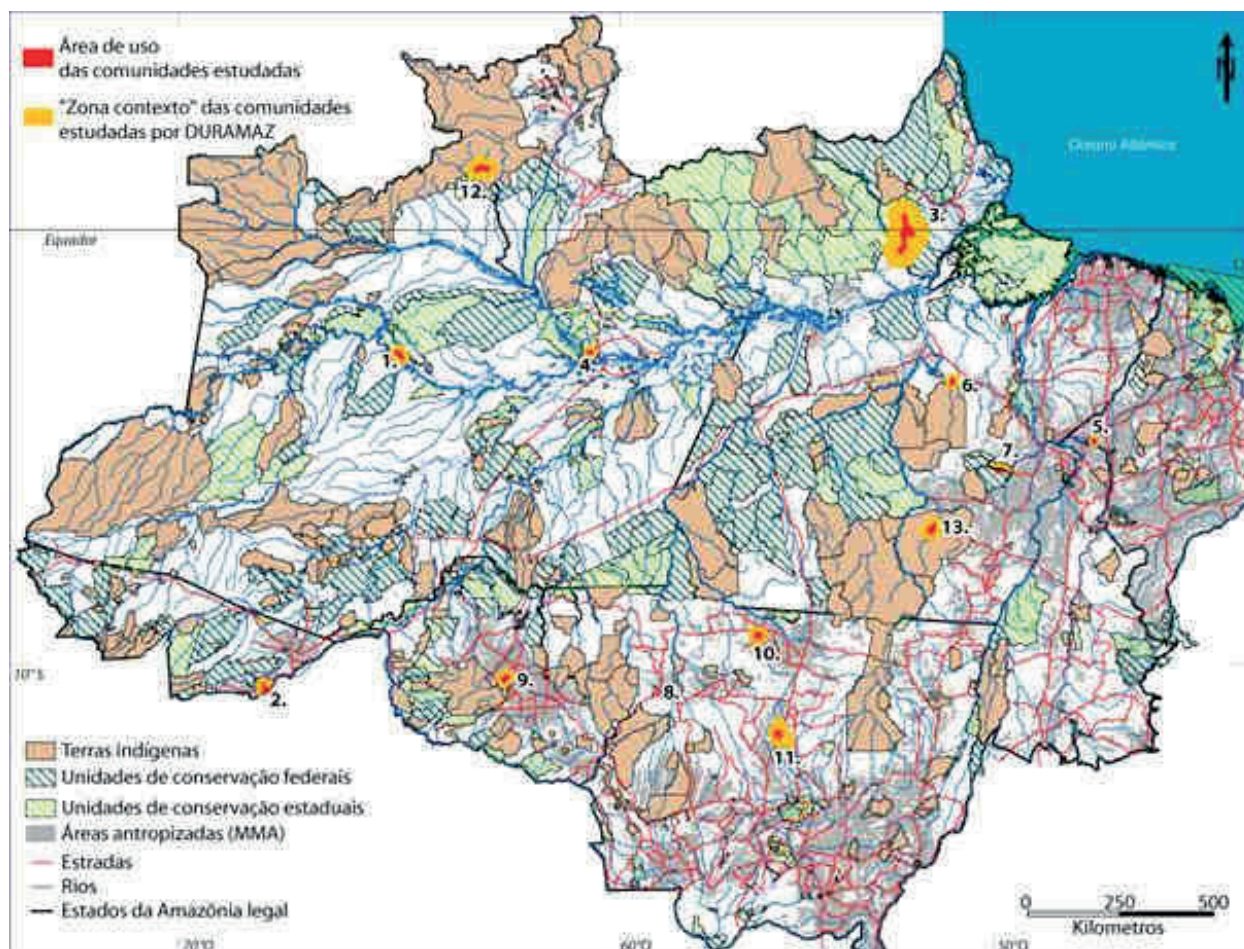 Área de uso
das comunidades estudadas
"Zona contexto" das comunidades
estudadas por DURAMAZ
N
Oceano Atlântico
12.
3.
Equador
1.
4.
6.
5.
7
13.
10.
10° S
2.
9.
8.
11.
Terras indígenas
Unidades de conservação federais
Unidades de conservação estaduais
Áreas antropizadas (MMA)
Estradas
Rios
Estados da Amazônia legal
0 250 500
Kilometros
70°O
60°O
50°O